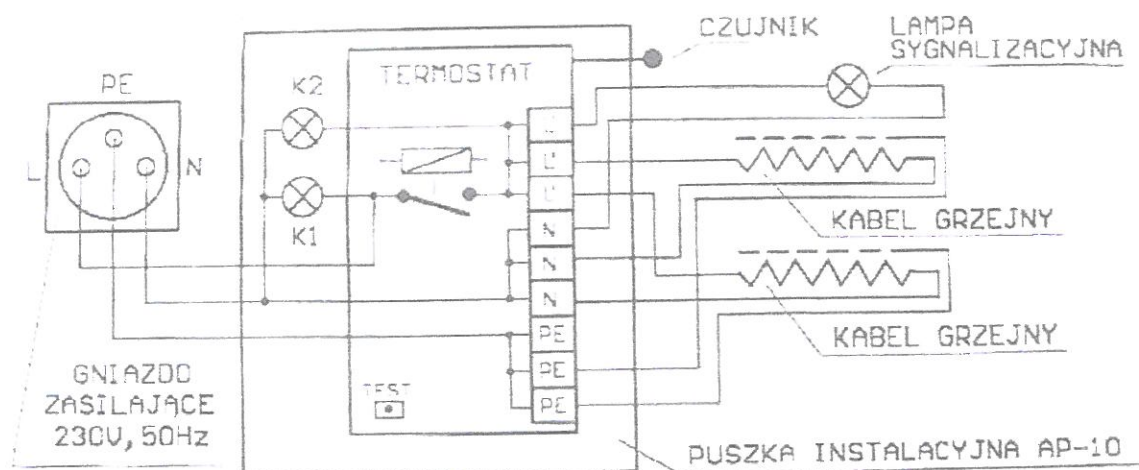 CZUJNIK
LAMPA
SYGNALIZACYJNA
TERMOSTAT
PE
K2
L
N
K1
L'
L'
L'
N
N
N
PE
PE
PE
KABEL GRZEJNY
KABEL GRZEJNY
TEST
GNIAZDO
ZASILAJĄCE
230V, 50Hz
PUSZKA INSTALACYJNA AP-10